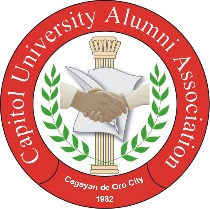 Capitol University Alumni Association
Cagayan de Oro City
1982